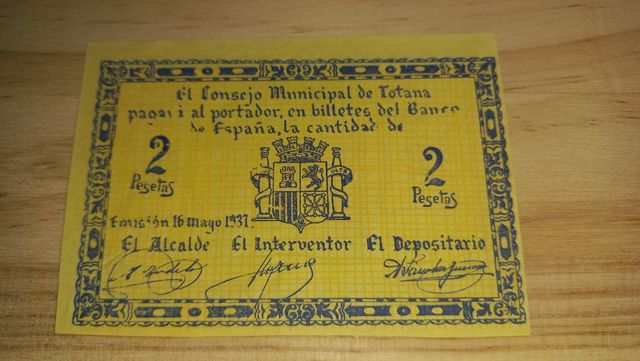 El Consejo Municipal de Totana
pagar i al portador, en billetes del Banco
de España, la cantidad de
2 Pesetas
2 Pesetas
Emisión 16 mayo 1937.
El Alcalde El Interventor El Depositario